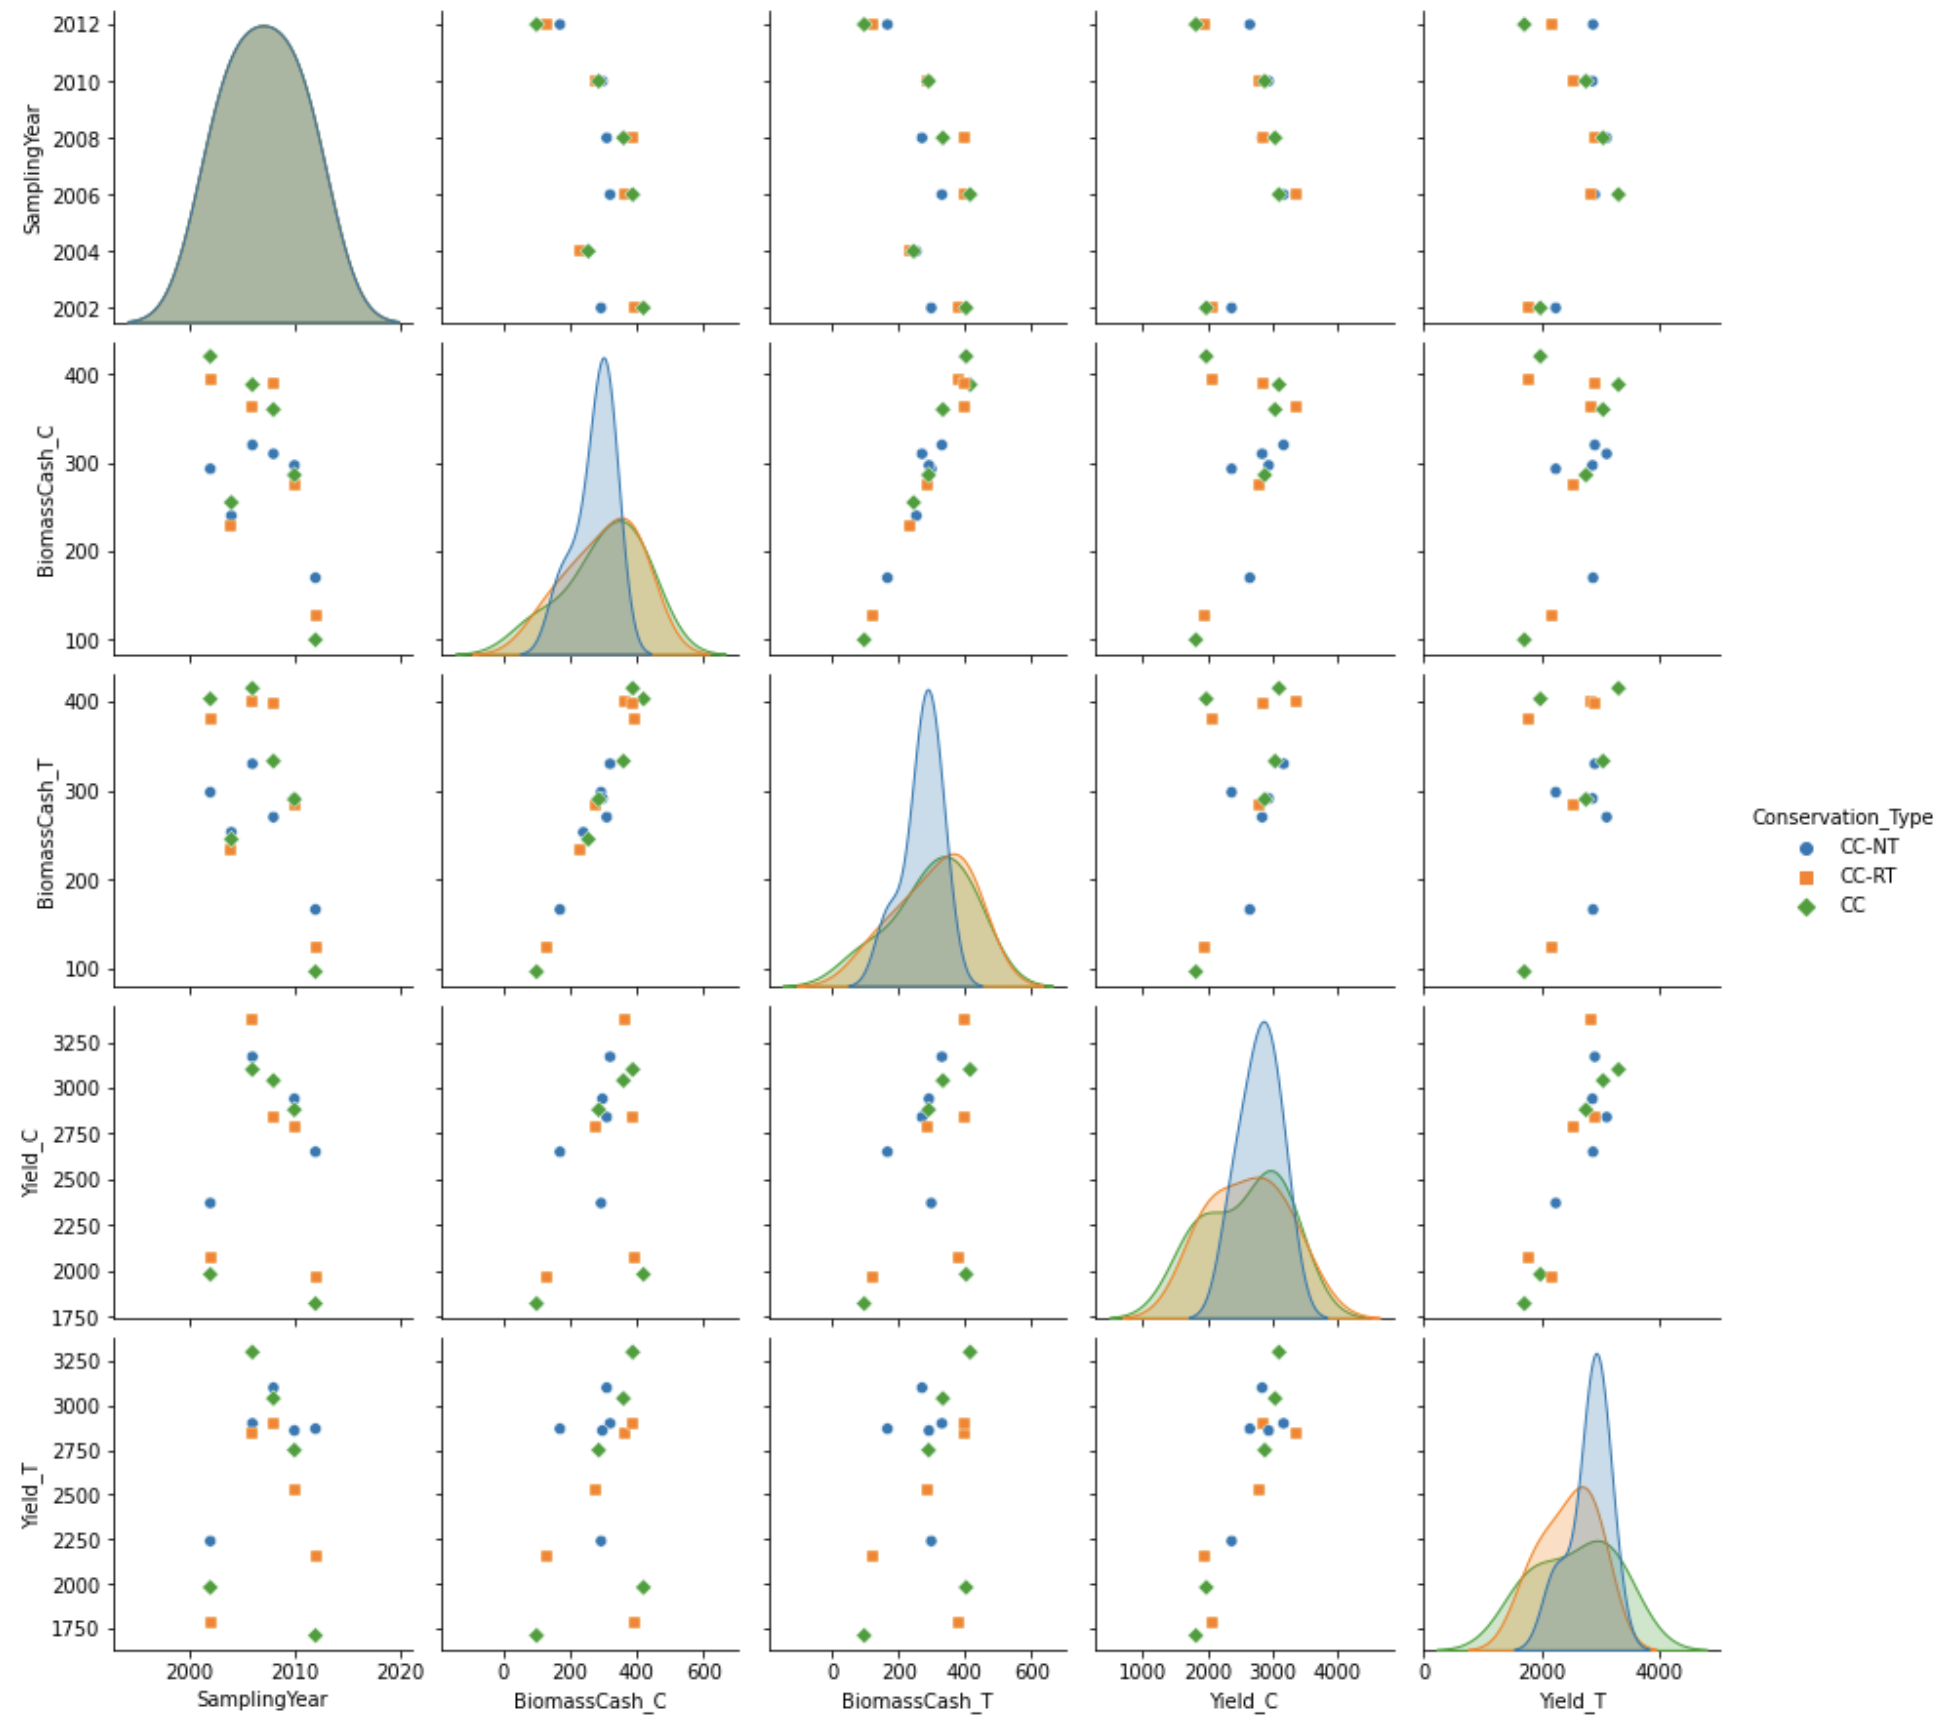 2012
2010
2008
2006
2004
2002
SamplingYear
400
300
200
100
BiomassCash_C
400
300
200
100
BiomassCash_T
3250
3000
2750
2500
2250
2000
1750
Yield_C
3250
3000
2750
2500
2250
2000
1750
Yield_T
2000 2010 2020
SamplingYear
0 200 400 600
BiomassCash_C
0 200 400 600
BiomassCash_T
1000 2000 3000 4000
Yield_C
0 2000 4000
Yield_T
Conservation_Type
CC-NT
CC-RT
CC